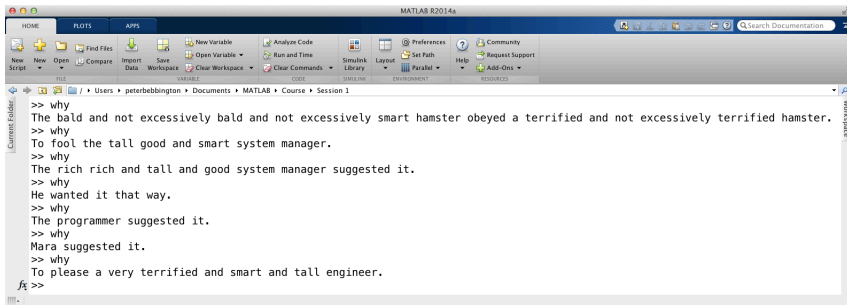 MATLAB R2014a
HOME PLOTS APPS
Search Documentation
New Script
New
Open
Find Files
Compare
Import Data
Save Workspace
New Variable
Open Variable
Clear Workspace
Analyze Code
Run and Time
Clear Commands
Simulink Library
Layout
Preferences
Set Path
Parallel
Help
Community
Request Support
Add-Ons
FILE VARIABLE CODE SIMULINK ENVIRONMENT RESOURCES
/ Users peterbebbington Documents MATLAB Course Session 1
Current Folder
Workspace
>> why
The bald and not excessively bald and not excessively smart hamster obeyed a terrified and not excessively terrified hamster.
>> why
To fool the tall good and smart system manager.
>> why
The rich rich and tall and good system manager suggested it.
>> why
He wanted it that way.
>> why
The programmer suggested it.
>> why
Mara suggested it.
>> why
To please a very terrified and smart and tall engineer.
fx >>